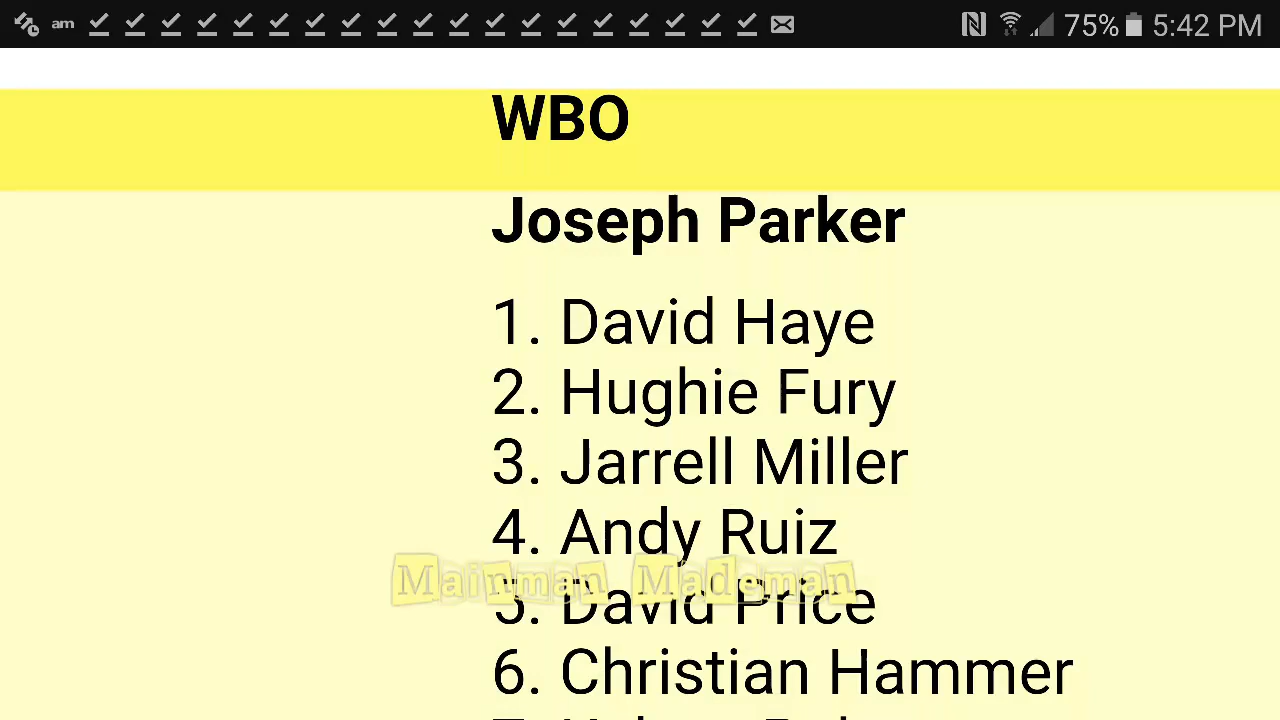 am 75% 5:42 PM
WBO
Joseph Parker
1. David Haye
2. Hughie Fury
3. Jarrell Miller
4. Andy Ruiz
Mainman Mademan
5. David Price
6. Christian Hammer